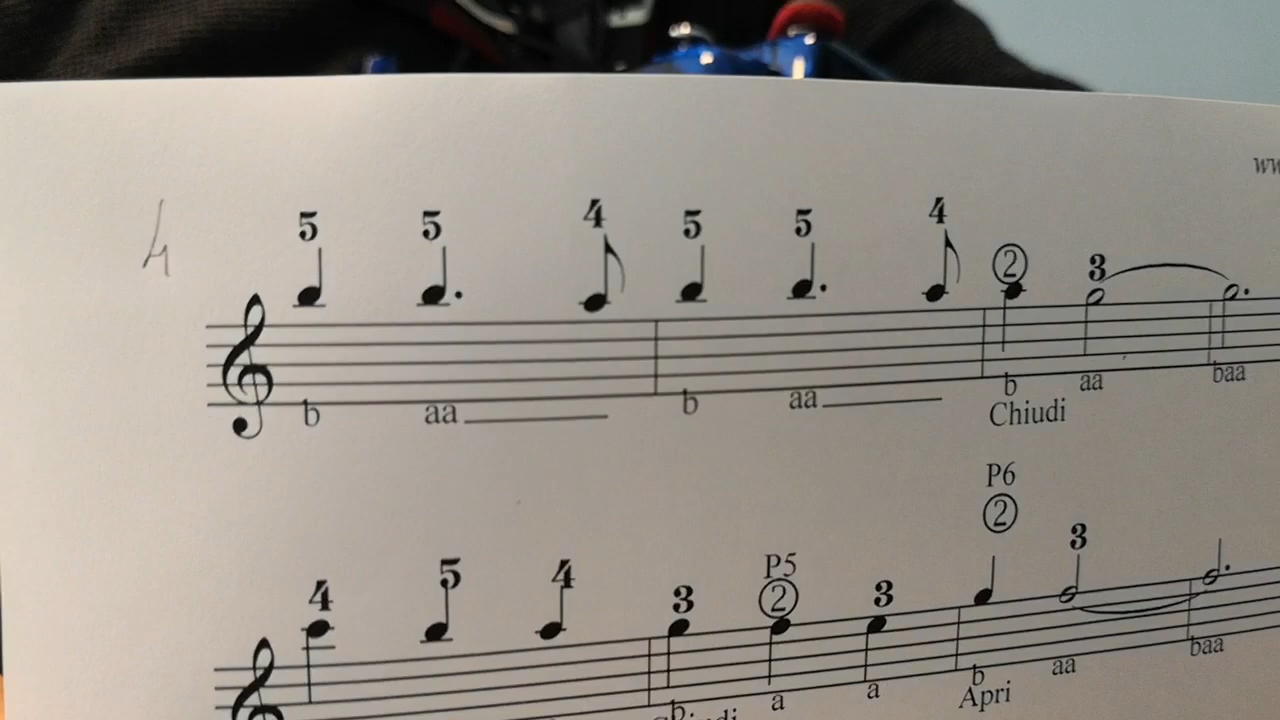 4
5 5 4 5 5 4 2 3
b aa b aa b aa baa
Chiudi
P6
2
4 5 4 3 P5 2 3 3
b a a b aa baa
Apri